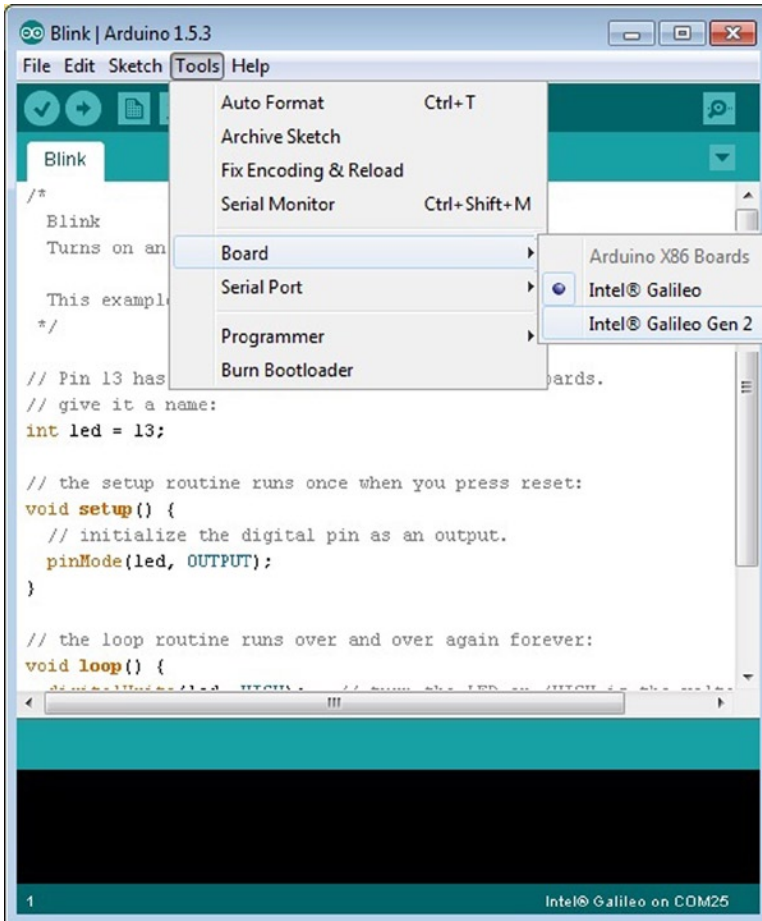 Blink | Arduino 1.5.3
File Edit Sketch Tools Help
Auto Format Ctrl+T
Archive Sketch
Fix Encoding & Reload
Serial Monitor Ctrl+Shift+M
Board
Serial Port
Programmer
Burn Bootloader
Arduino X86 Boards
Intel® Galileo
Intel® Galileo Gen 2
Blink
/*
Blink
Turns on an
This example
*/
// Pin 13 has boards.
// give it a name:
int led = 13;
// the setup routine runs once when you press reset:
void setup() {
// initialize the digital pin as an output.
pinMode(led, OUTPUT);
}
// the loop routine runs over and over again forever:
void loop() {
1 Intel® Galileo on COM25